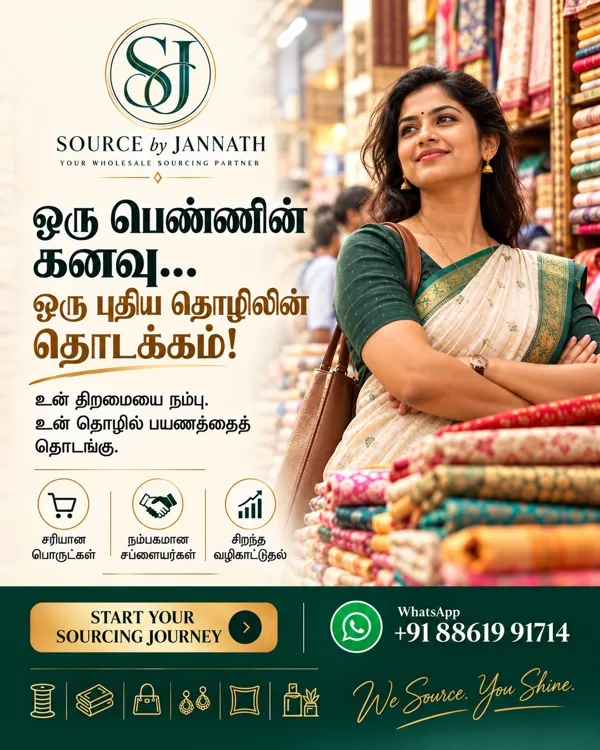 SJ
SOURCE by JANNATH
YOUR WHOLESALE SOURCING PARTNER
ஒரு பெண்ணின்
கனவு...
ஒரு புதிய தொழிலின்
தொடக்கம்!
உன் திறமையை நம்பு.
உன் தொழில் பயணத்தைத்
தொடங்கு.
சரியான
பொருட்கள்
நம்பகமான
சப்ளையர்கள்
சிறந்த
வழிகாட்டுதல்
START YOUR
SOURCING JOURNEY
WhatsApp
+91 88619 91714
We Source. You Shine.